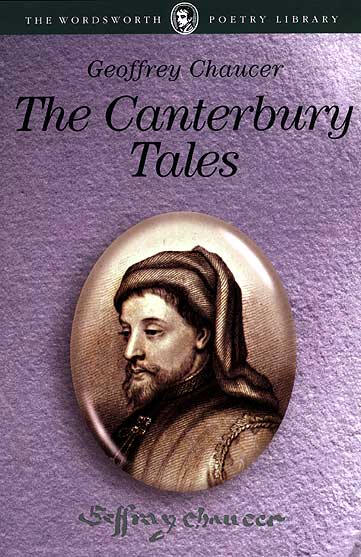 THE WORDSWORTH POETRY LIBRARY
Geoffrey Chaucer
The Canterbury
Tales
Geffray Chaucer